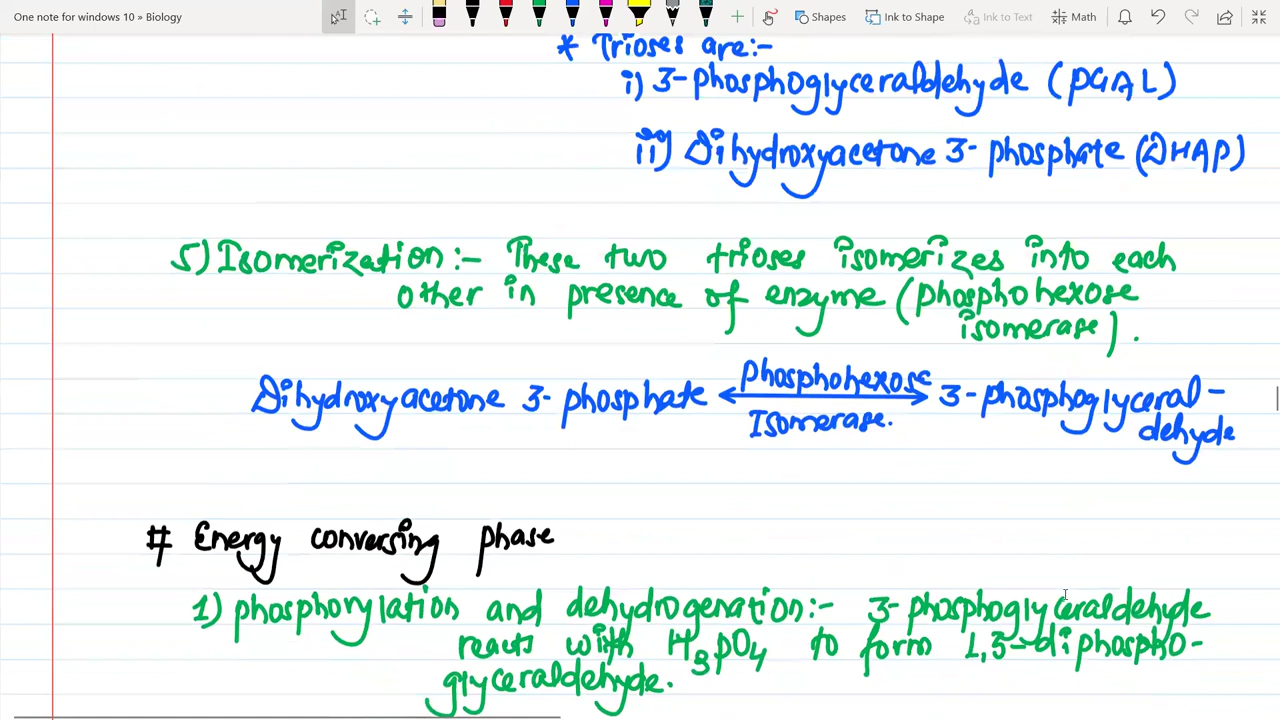 One note for windows 10 » Biology
Shapes
Ink to Shape
Ink to Text
Math
* Trioses are:-
i) 3-phosphoglyceraldehyde (PGAL)
ii) Dihydroxyacetone 3-phosphate (DHAP)
5) Isomerization:- These two trioses isomerizes into each
other in presence of enzyme (phosphohexose
isomerase).
Dihydroxyacetone 3-phosphate ⟷ 3-phosphoglyceral-
Phosphohexose
Isomerase.
dehyde
# Energy conversing phase
1) phosphorylation and dehydrogenation:- 3-phosphoglyceraldehyde
reacts with H3PO4 to form 1,3-diphospho-
glyceraldehyde.